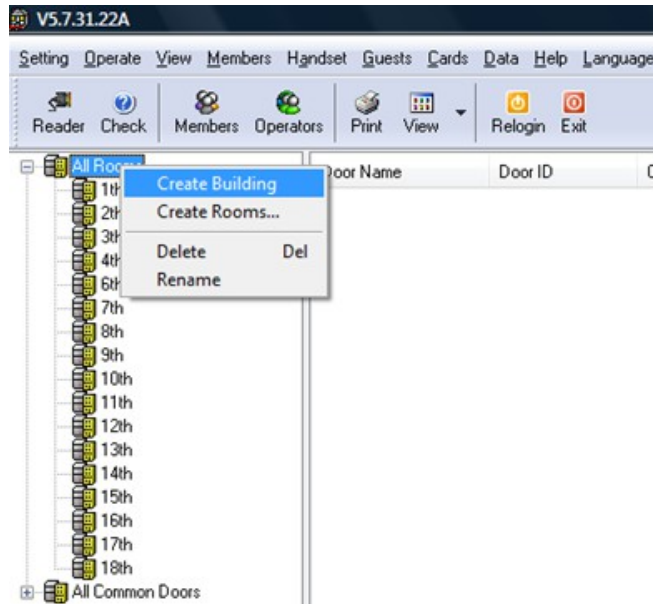 V5.7.31.22A
Setting Operate View Members Handset Guests Cards Data Help Language
Reader Check Members Operators Print View Relogin Exit
All Rooms
Door Name Door ID
Create Building
Create Rooms...
Delete Del
Rename
1th
2th
3th
4th
6th
7th
8th
9th
10th
11th
12th
13th
14th
15th
16th
17th
18th
All Common Doors